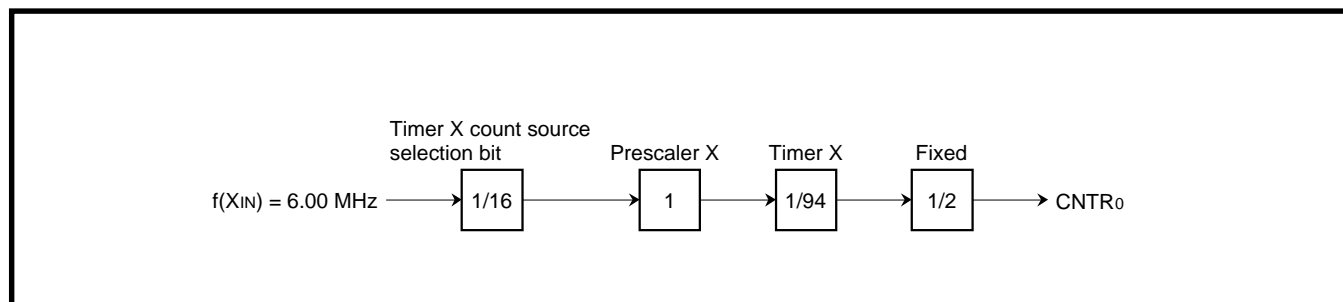 Timer X count source
selection bit
Prescaler X
Timer X
Fixed
f(XIN) = 6.00 MHz
1/16
1
1/94
1/2
CNTR0